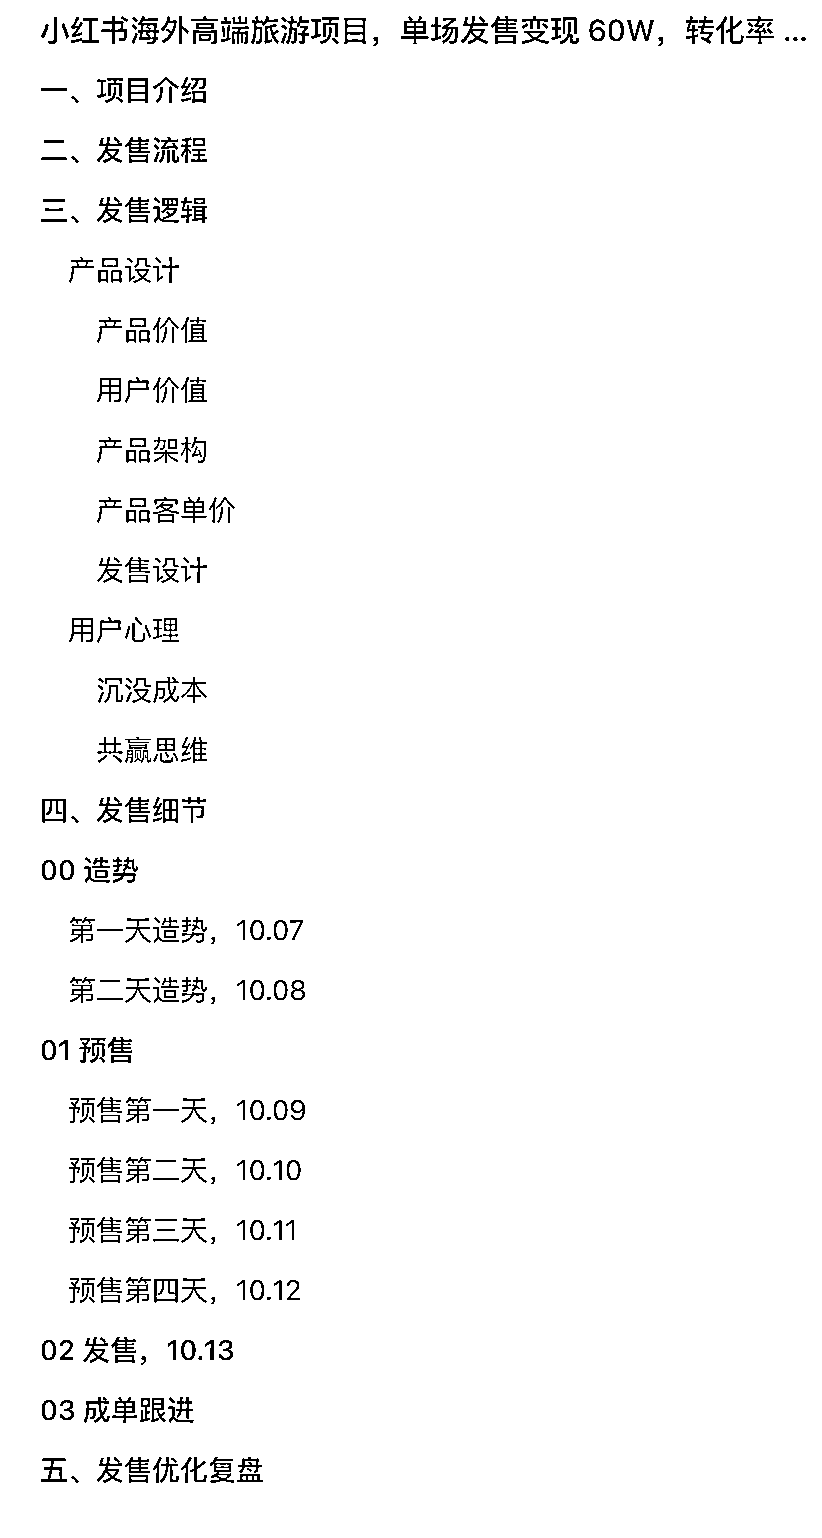 小红书海外高端旅游项目，单场发售变现 60W，转化率 ...
一、项目介绍
二、发售流程
三、发售逻辑
产品设计
产品价值
用户价值
产品架构
产品客单价
发售设计
用户心理
沉没成本
共赢思维
四、发售细节
00 造势
第一天造势，10.07
第二天造势，10.08
01 预售
预售第一天，10.09
预售第二天，10.10
预售第三天，10.11
预售第四天，10.12
02 发售，10.13
03 成单跟进
五、发售优化复盘